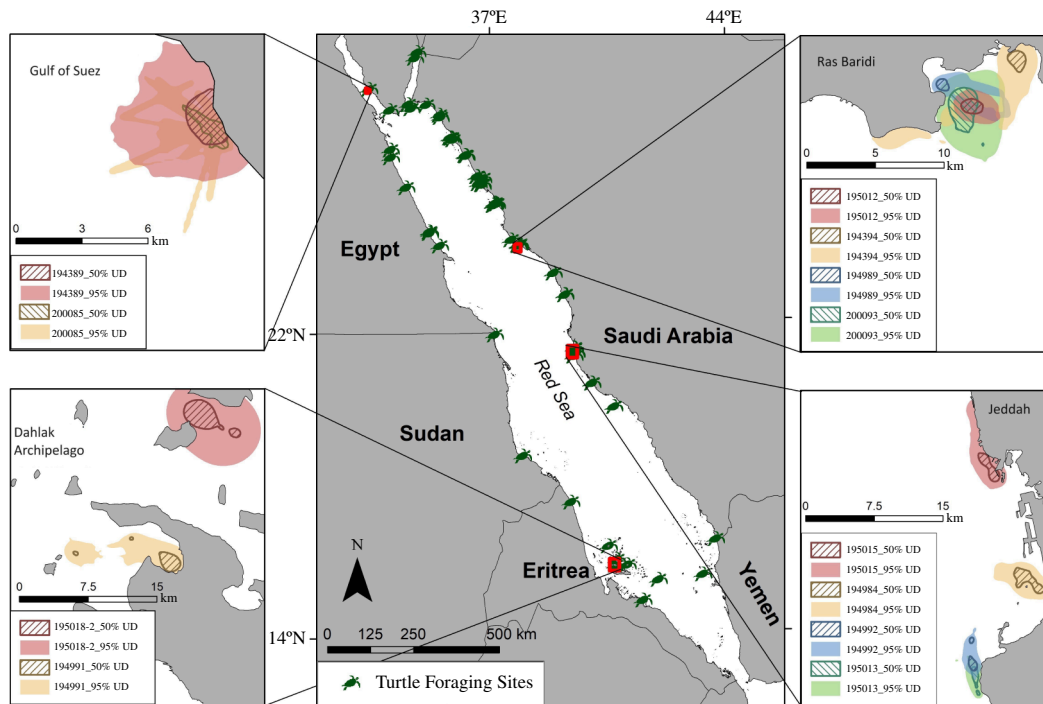 37ºE
44ºE
Gulf of Suez
0
3
6
km
194389_50% UD
194389_95% UD
200085_50% UD
200085_95% UD
Ras Baridi
0
5
10
km
195012_50% UD
195012_95% UD
194394_50% UD
194394_95% UD
194989_50% UD
194989_95% UD
200093_50% UD
200093_95% UD
Egypt
22ºN
Saudi Arabia
Red Sea
Sudan
Eritrea
Yemen
14ºN
N
0
125
250
500 km
Turtle Foraging Sites
Dahlak
Archipelago
0
7.5
15
km
195018-2_50% UD
195018-2_95% UD
194991_50% UD
194991_95% UD
Jeddah
0
7.5
15
km
195015_50% UD
195015_95% UD
194984_50% UD
194984_95% UD
194992_50% UD
194992_95% UD
195013_50% UD
195013_95% UD